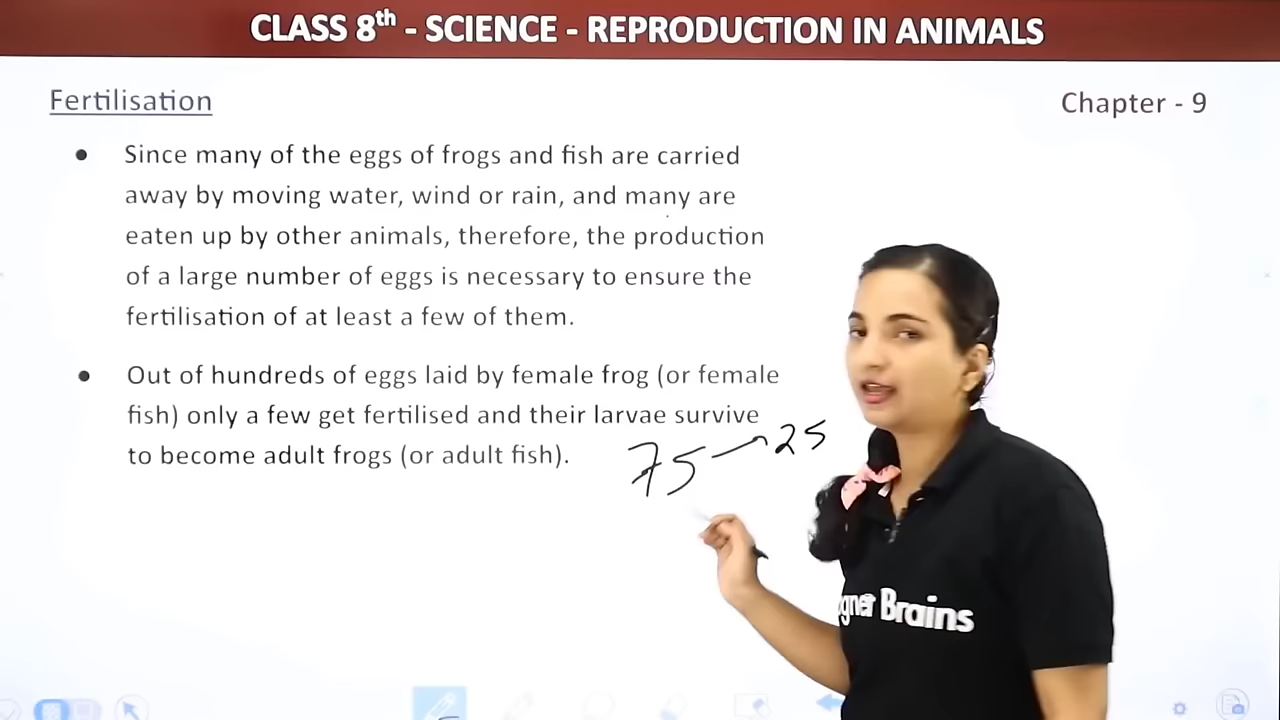 CLASS 8th - SCIENCE - REPRODUCTION IN ANIMALS
Fertilisation
Chapter - 9
● Since many of the eggs of frogs and fish are carried
away by moving water, wind or rain, and many are
eaten up by other animals, therefore, the production
of a large number of eggs is necessary to ensure the
fertilisation of at least a few of them.
● Out of hundreds of eggs laid by female frog (or female
fish) only a few get fertilised and their larvae survive
to become adult frogs (or adult fish).
75 25
Brains